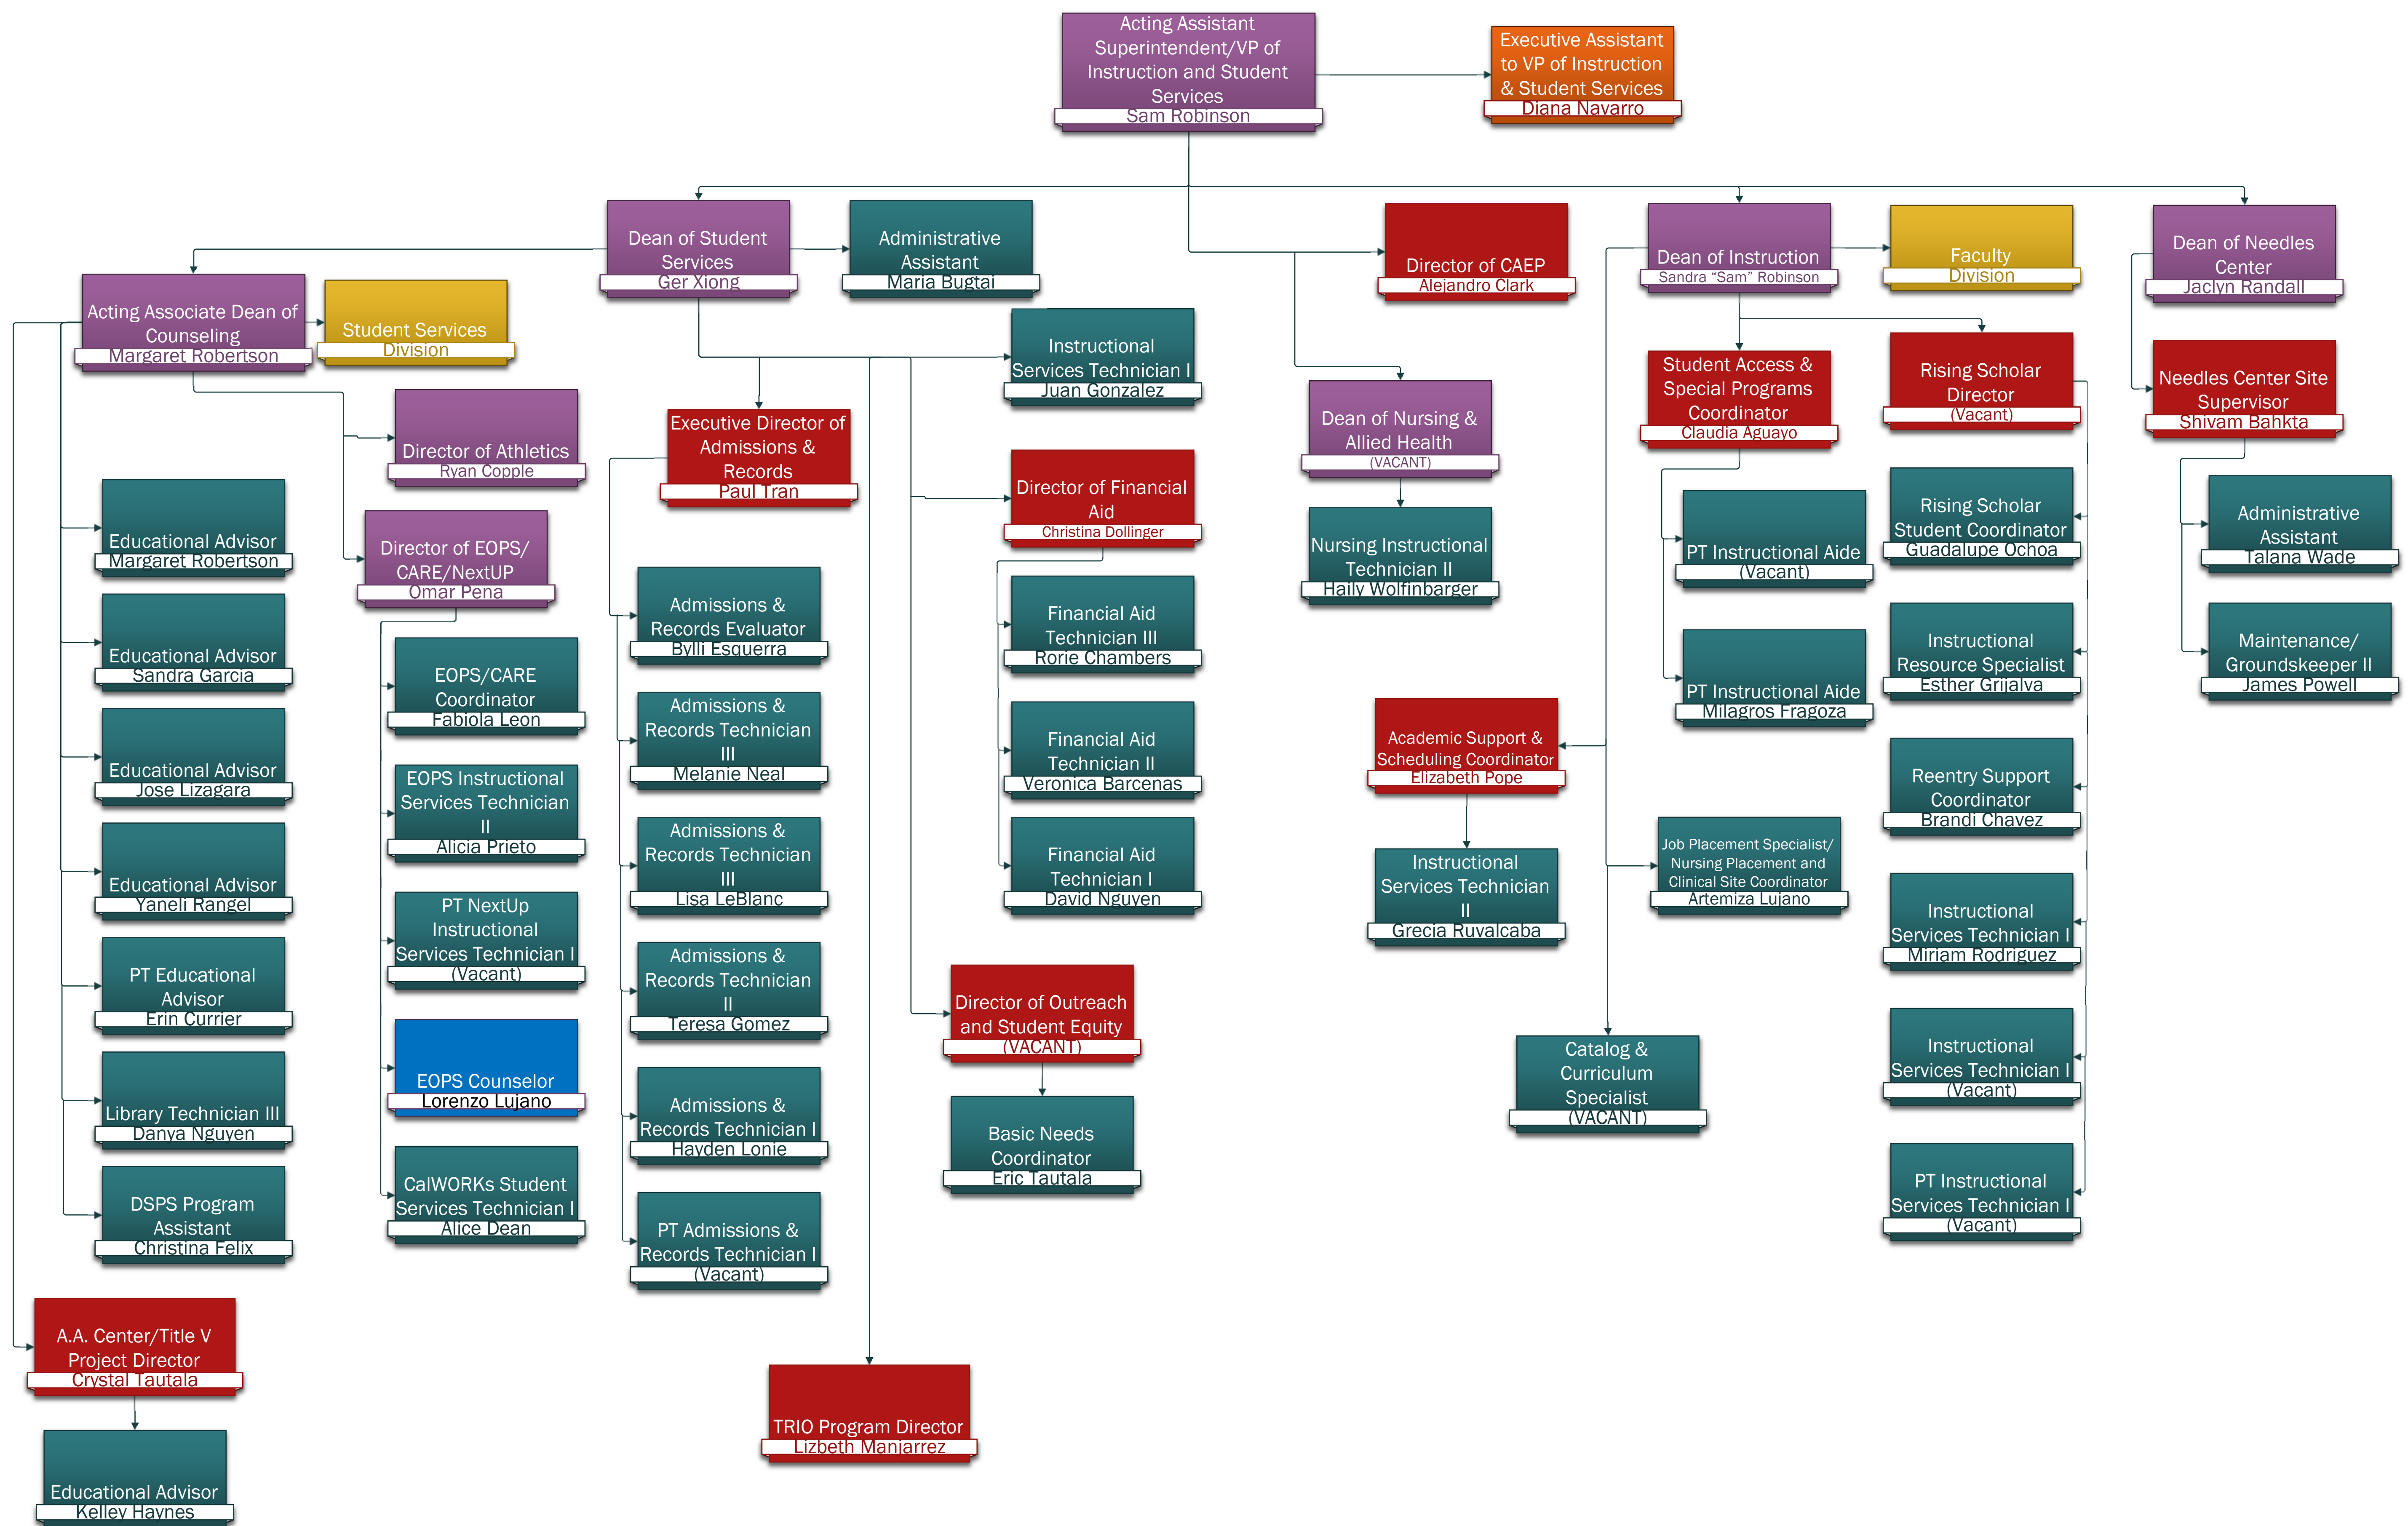 Acting Assistant
Superintendent/VP of
Instruction and Student
Services
Sam Robinson
Executive Assistant
to VP of Instruction
& Student Services
Diana Navarro
Dean of Student
Services
Ger Xiong
Administrative
Assistant
Maria Bugtai
Director of CAEP
Alejandro Clark
Dean of Instruction
Sandra “Sam” Robinson
Faculty
Division
Dean of Needles
Center
Jaclyn Randall
Acting Associate Dean of
Counseling
Margaret Robertson
Student Services
Division
Instructional
Services Technician I
Juan Gonzalez
Student Access &
Special Programs
Coordinator
Claudia Aguayo
Rising Scholar
Director
(Vacant)
Needles Center Site
Supervisor
Shivam Bahkta
Director of Athletics
Ryan Copple
Executive Director of
Admissions &
Records
Paul Tran
Dean of Nursing &
Allied Health
(VACANT)
Director of Financial
Aid
Christina Dollinger
Educational Advisor
Margaret Robertson
Director of EOPS/
CARE/NextUP
Omar Pena
Nursing Instructional
Technician II
Haily Wolfinbarger
PT Instructional Aide
(Vacant)
Rising Scholar
Student Coordinator
Guadalupe Ochoa
Administrative
Assistant
Talana Wade
Educational Advisor
Sandra Garcia
EOPS/CARE
Coordinator
Fabiola Leon
Admissions &
Records Evaluator
Bylli Esquerra
Financial Aid
Technician III
Rorie Chambers
PT Instructional Aide
Milagros Fragoza
Instructional
Resource Specialist
Esther Grijalva
Maintenance/
Groundskeeper II
James Powell
Educational Advisor
Jose Lizagara
EOPS Instructional
Services Technician
II
Alicia Prieto
Admissions &
Records Technician
III
Melanie Neal
Financial Aid
Technician II
Veronica Barcenas
Academic Support &
Scheduling Coordinator
Elizabeth Pope
Reentry Support
Coordinator
Brandi Chavez
Educational Advisor
Yaneli Rangel
PT NextUp
Instructional
Services Technician I
(Vacant)
Admissions &
Records Technician
III
Lisa LeBlanc
Financial Aid
Technician I
David Nguyen
Instructional
Services Technician
II
Grecia Ruvalcaba
Job Placement Specialist/
Nursing Placement and
Clinical Site Coordinator
Artemiza Lujano
Instructional
Services Technician I
Miriam Rodriguez
PT Educational
Advisor
Erin Currier
EOPS Counselor
Lorenzo Lujano
Admissions &
Records Technician
II
Teresa Gomez
Director of Outreach
and Student Equity
(VACANT)
Catalog &
Curriculum
Specialist
(VACANT)
Instructional
Services Technician I
(Vacant)
Library Technician III
Danya Nguyen
CalWORKs Student
Services Technician I
Alice Dean
Admissions &
Records Technician I
Hayden Lonie
Basic Needs
Coordinator
Eric Tautala
PT Instructional
Services Technician I
(Vacant)
DSPS Program
Assistant
Christina Felix
PT Admissions &
Records Technician I
(Vacant)
A.A. Center/Title V
Project Director
Crystal Tautala
TRIO Program Director
Lizbeth Manjarrez
Educational Advisor
Kelley Haynes